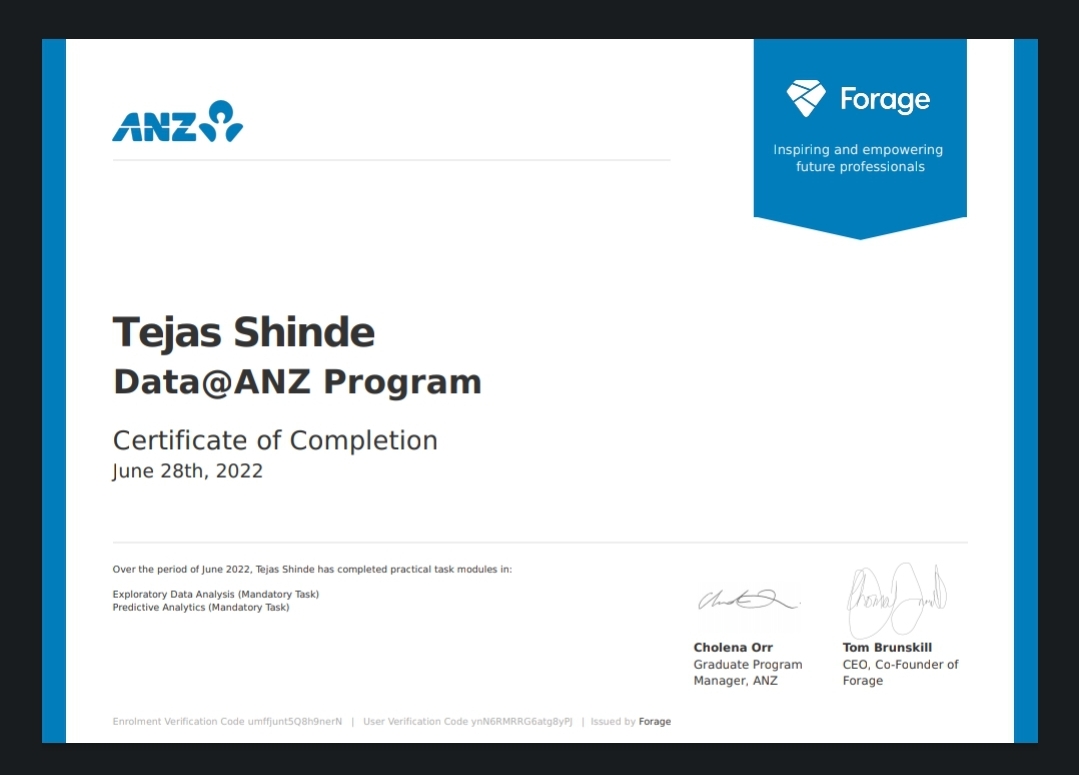 ANZ
Forage
Inspiring and empowering
future professionals
Tejas Shinde
Data@ANZ Program
Certificate of Completion
June 28th, 2022
Over the period of June 2022, Tejas Shinde has completed practical task modules in:
Exploratory Data Analysis (Mandatory Task)
Predictive Analytics (Mandatory Task)
Cholena Orr
Graduate Program
Manager, ANZ
Tom Brunskill
CEO, Co-Founder of
Forage
Enrolment Verification Code umffjunt5Q8h9nerN | User Verification Code ynN6RMRRG6atg8yPJ | Issued by Forage